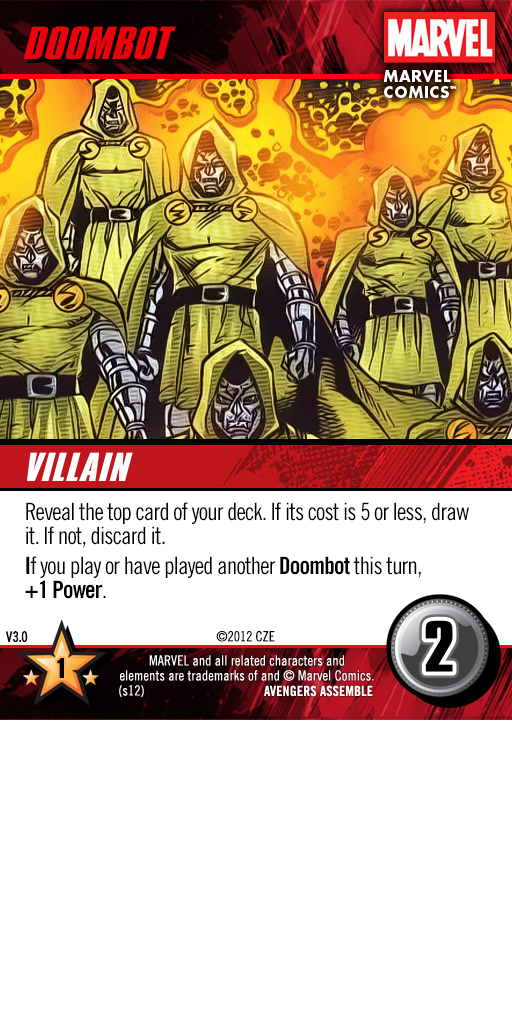 DOOMBOT
MARVEL
MARVEL
COMICS™
VILLAIN
Reveal the top card of your deck. If its cost is 5 or less, draw
it. If not, discard it.
If you play or have played another Doombot this turn,
+1 Power.
V3.0
©2012 CZE
2
1
MARVEL and all related characters and
elements are trademarks of and © Marvel Comics.
(s12) AVENGERS ASSEMBLE